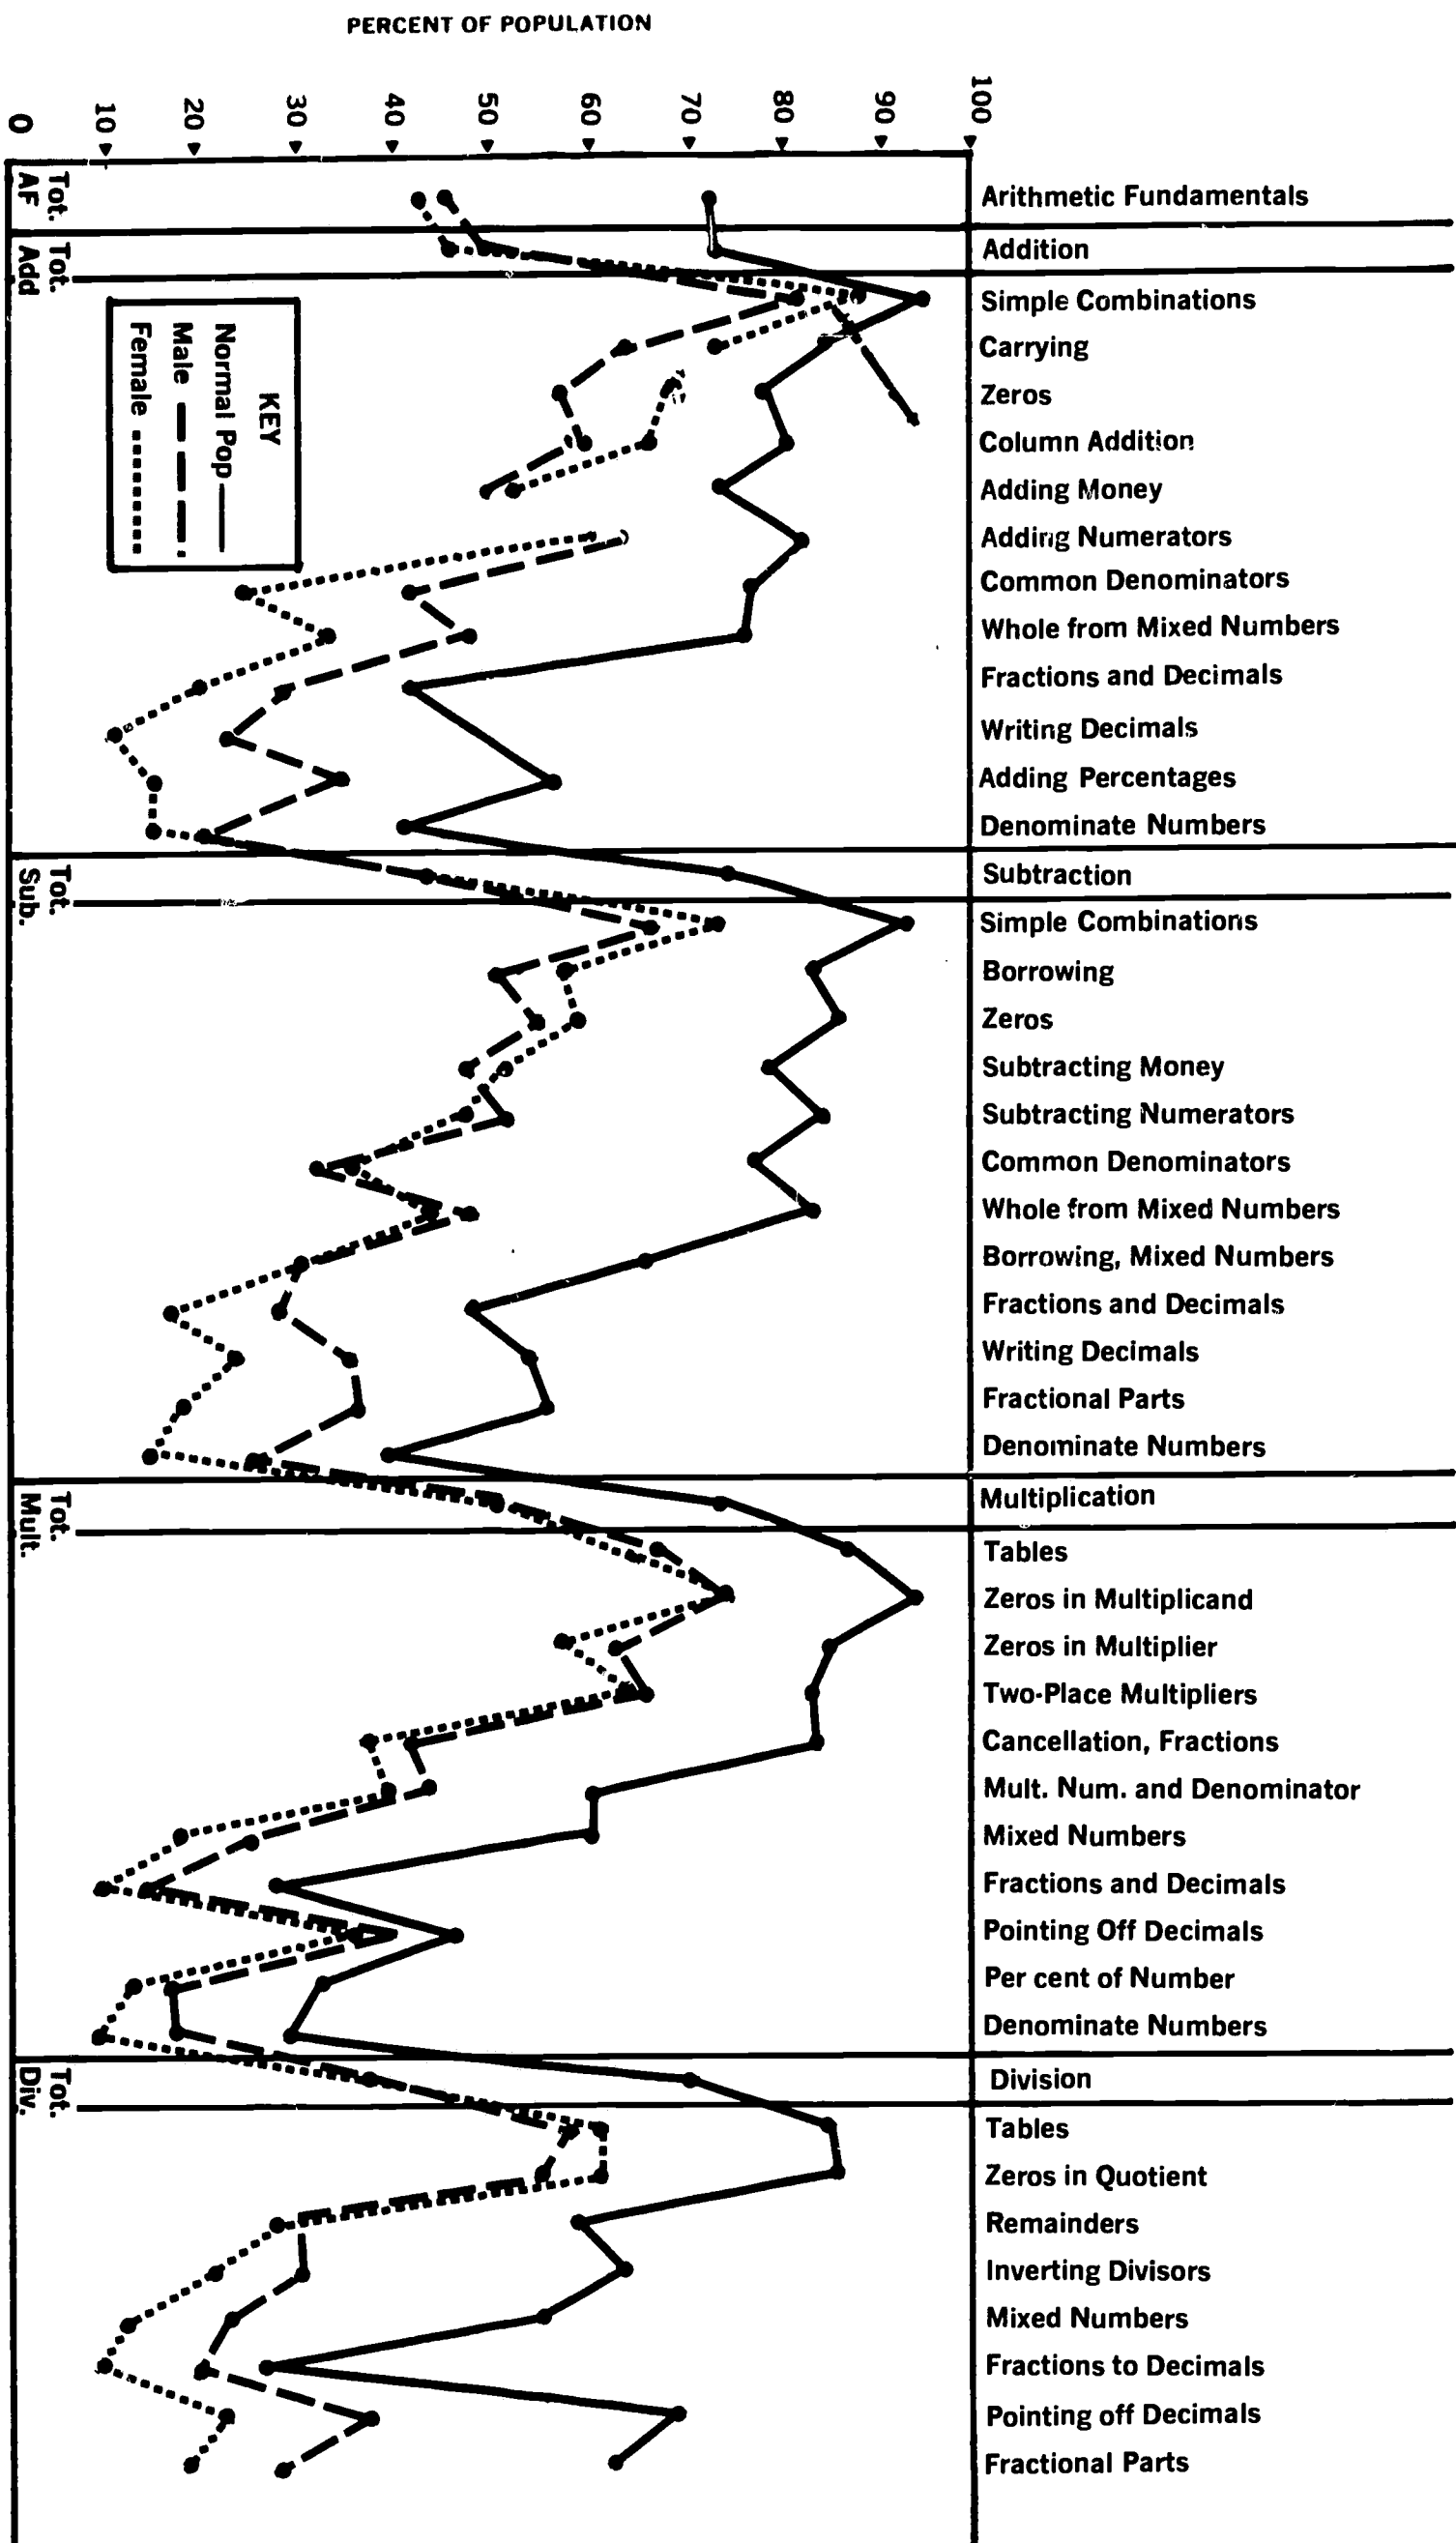 PERCENT OF POPULATION
100
90
80
70
60
50
40
30
20
10
0
Tot.
AF
Arithmetic Fundamentals
Tot.
Add
Addition
Simple Combinations
Carrying
Zeros
Column Addition
Adding Money
Adding Numerators
Common Denominators
Whole from Mixed Numbers
Fractions and Decimals
Writing Decimals
Adding Percentages
Denominate Numbers
KEY
Normal Pop
Male
Female
Tot.
Sub.
Subtraction
Simple Combinations
Borrowing
Zeros
Subtracting Money
Subtracting Numerators
Common Denominators
Whole from Mixed Numbers
Borrowing, Mixed Numbers
Fractions and Decimals
Writing Decimals
Fractional Parts
Denominate Numbers
Tot.
Mult.
Multiplication
Tables
Zeros in Multiplicand
Zeros in Multiplier
Two-Place Multipliers
Cancellation, Fractions
Mult. Num. and Denominator
Mixed Numbers
Fractions and Decimals
Pointing Off Decimals
Per cent of Number
Denominate Numbers
Tot.
Div.
Division
Tables
Zeros in Quotient
Remainders
Inverting Divisors
Mixed Numbers
Fractions to Decimals
Pointing off Decimals
Fractional Parts